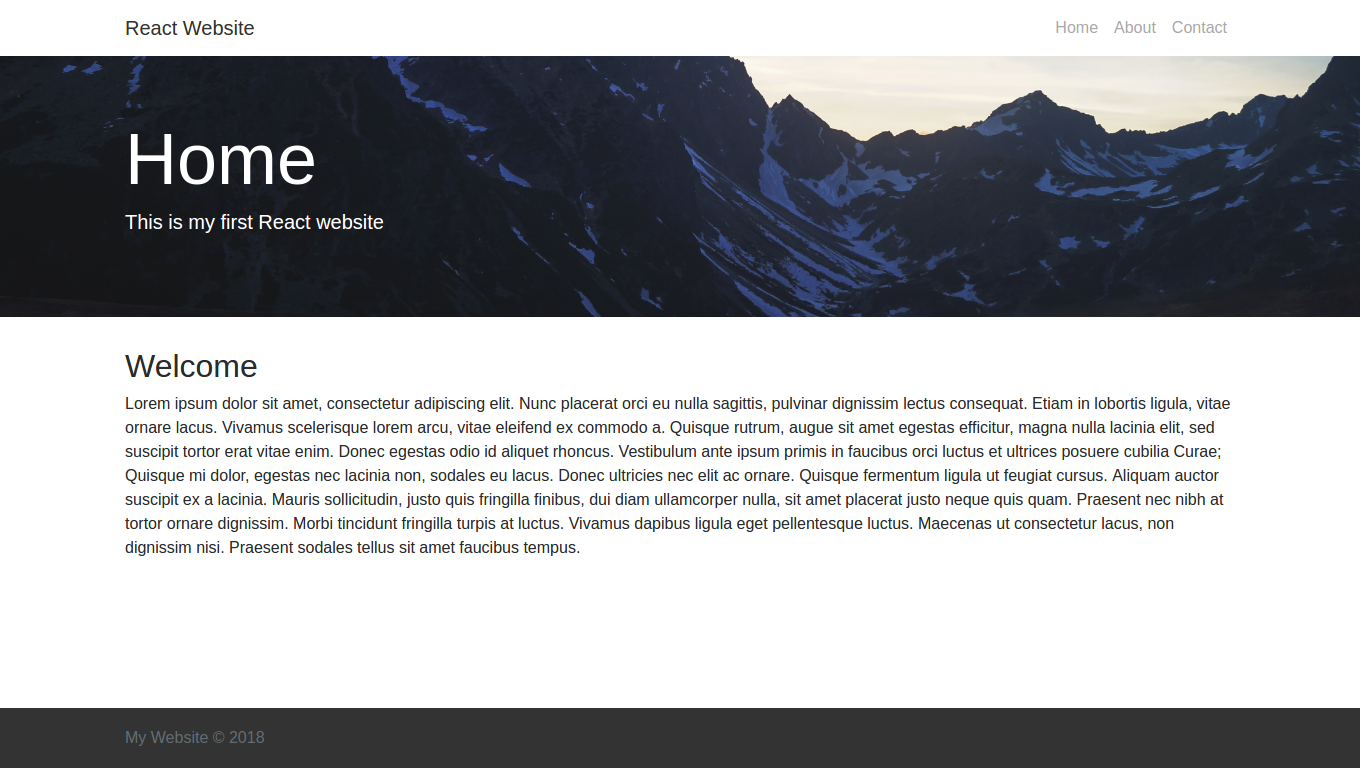 React Website
Home About Contact
Home
This is my first React website
Welcome
Lorem ipsum dolor sit amet, consectetur adipiscing elit. Nunc placerat orci eu nulla sagittis, pulvinar dignissim lectus consequat. Etiam in lobortis ligula, vitae
ornare lacus. Vivamus scelerisque lorem arcu, vitae eleifend ex commodo a. Quisque rutrum, augue sit amet egestas efficitur, magna nulla lacinia elit, sed
suscipit tortor erat vitae enim. Donec egestas odio id aliquet rhoncus. Vestibulum ante ipsum primis in faucibus orci luctus et ultrices posuere cubilia Curae;
Quisque mi dolor, egestas nec lacinia non, sodales eu lacus. Donec ultricies nec elit ac ornare. Quisque fermentum ligula ut feugiat cursus. Aliquam auctor
suscipit ex a lacinia. Mauris sollicitudin, justo quis fringilla finibus, dui diam ullamcorper nulla, sit amet placerat justo neque quis quam. Praesent nec nibh at
tortor ornare dignissim. Morbi tincidunt fringilla turpis at luctus. Vivamus dapibus ligula eget pellentesque luctus. Maecenas ut consectetur lacus, non
dignissim nisi. Praesent sodales tellus sit amet faucibus tempus.
My Website © 2018